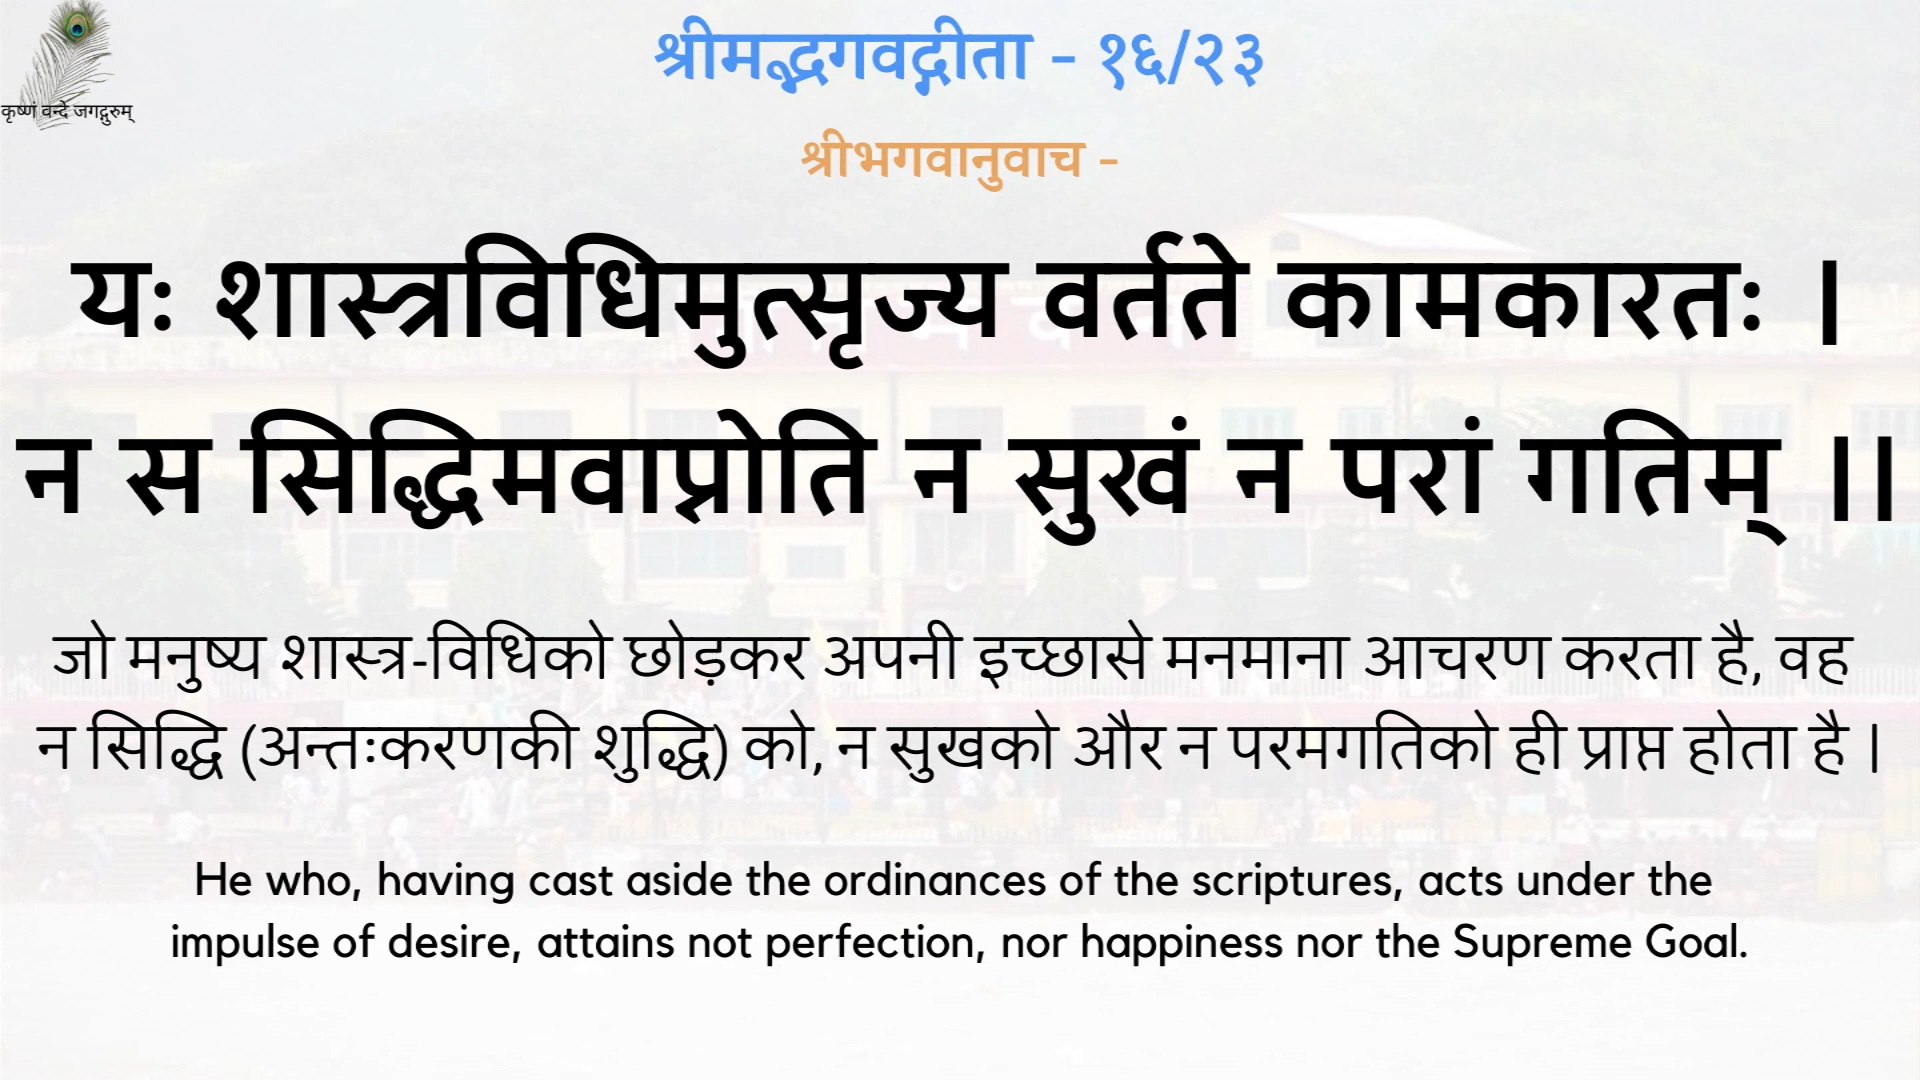 कृष्णं वन्दे जगद्गुरुम्
श्रीमद्भगवद्गीता - १६/२३
श्रीभगवानुवाच -
यः शास्त्रविधिमुत्सृज्य वर्तते कामकारतः ।
न स सिद्धिमवाप्नोति न सुखं न परां गतिम् ।।
जो मनुष्य शास्त्र-विधिको छोड़कर अपनी इच्छासे मनमाना आचरण करता है, वह
न सिद्धि (अन्तःकरणकी शुद्धि) को, न सुखको और न परमगतिको ही प्राप्त होता है |
He who, having cast aside the ordinances of the scriptures, acts under the
impulse of desire, attains not perfection, nor happiness nor the Supreme Goal.